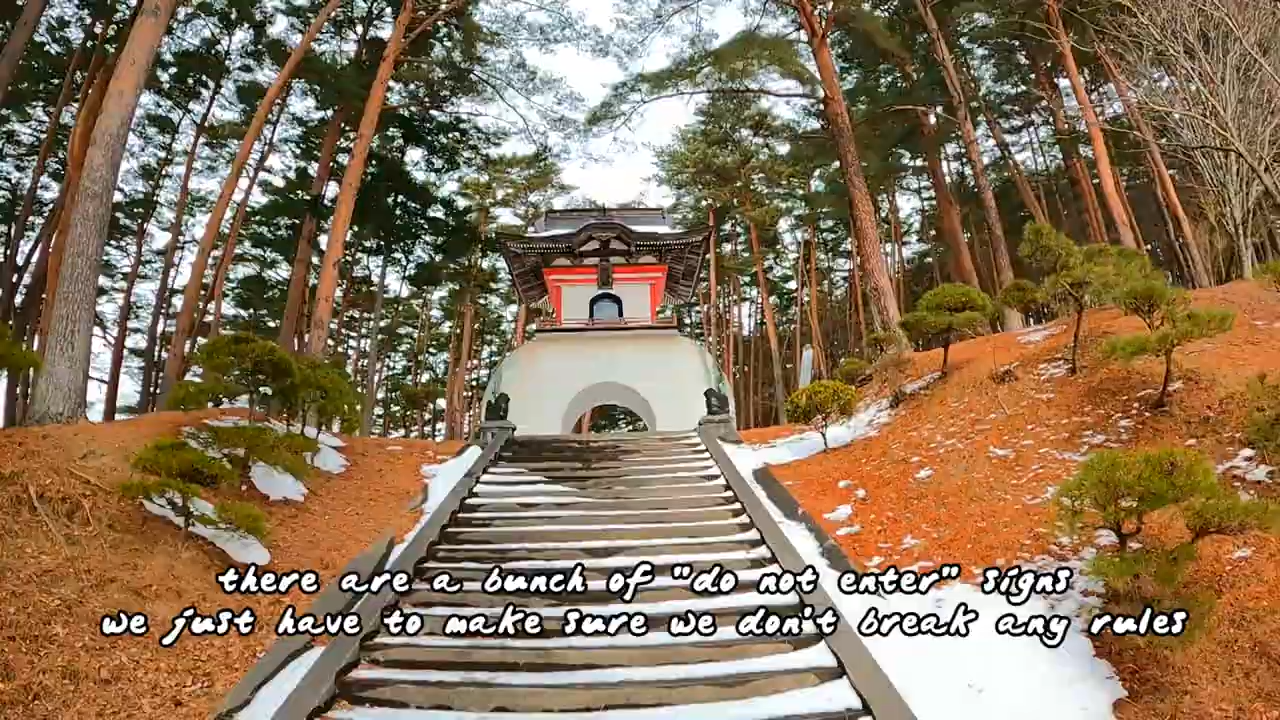 there are a bunch of "do not enter" signs
we just have to make sure we don't break any rules